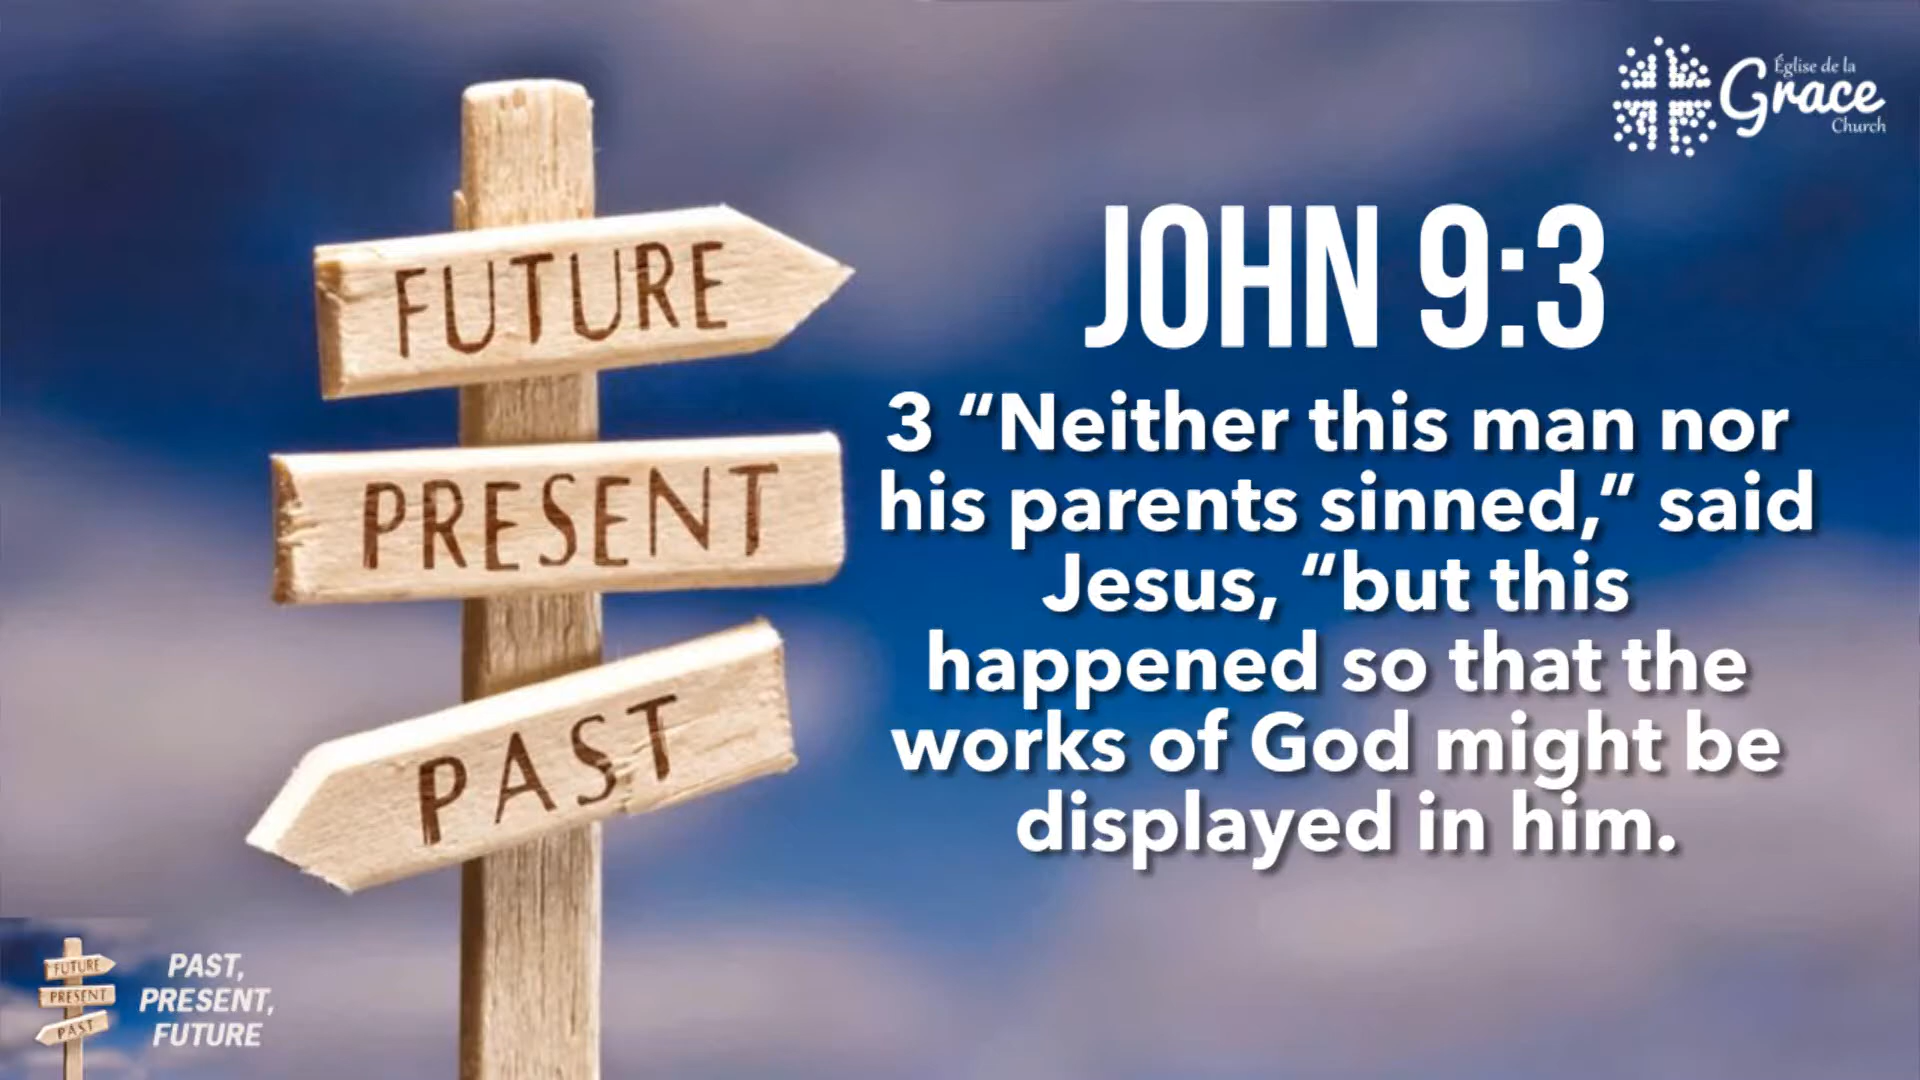 Église de la
Grace
Church
FUTURE
PRESENT
PAST
JOHN 9:3
3 “Neither this man nor
his parents sinned,” said
Jesus, “but this
happened so that the
works of God might be
displayed in him.
FUTURE
PRESENT
PAST
PAST,
PRESENT,
FUTURE